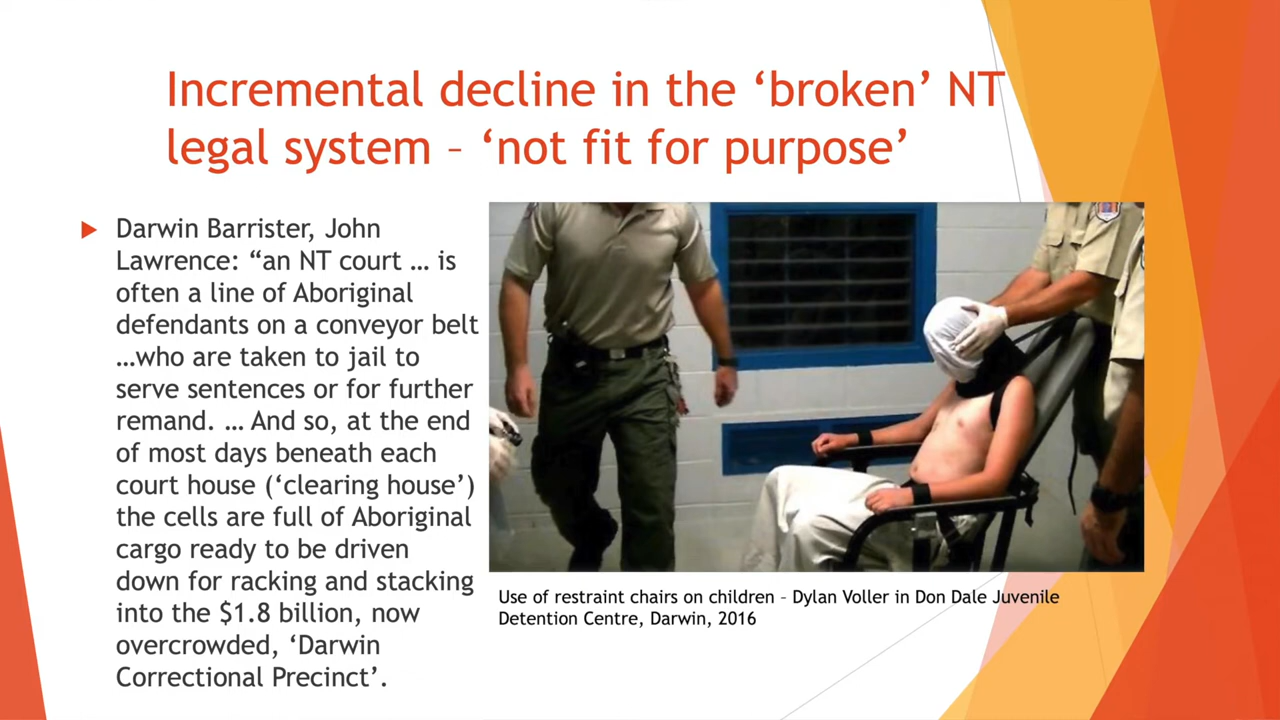 Incremental decline in the ‘broken’ NT
legal system – ‘not fit for purpose’
Darwin Barrister, John
Lawrence: “an NT court … is
often a line of Aboriginal
defendants on a conveyor belt
…who are taken to jail to
serve sentences or for further
remand. … And so, at the end
of most days beneath each
court house (‘clearing house’)
the cells are full of Aboriginal
cargo ready to be driven
down for racking and stacking
into the $1.8 billion, now
overcrowded, ‘Darwin
Correctional Precinct’.
Use of restraint chairs on children – Dylan Voller in Don Dale Juvenile
Detention Centre, Darwin, 2016